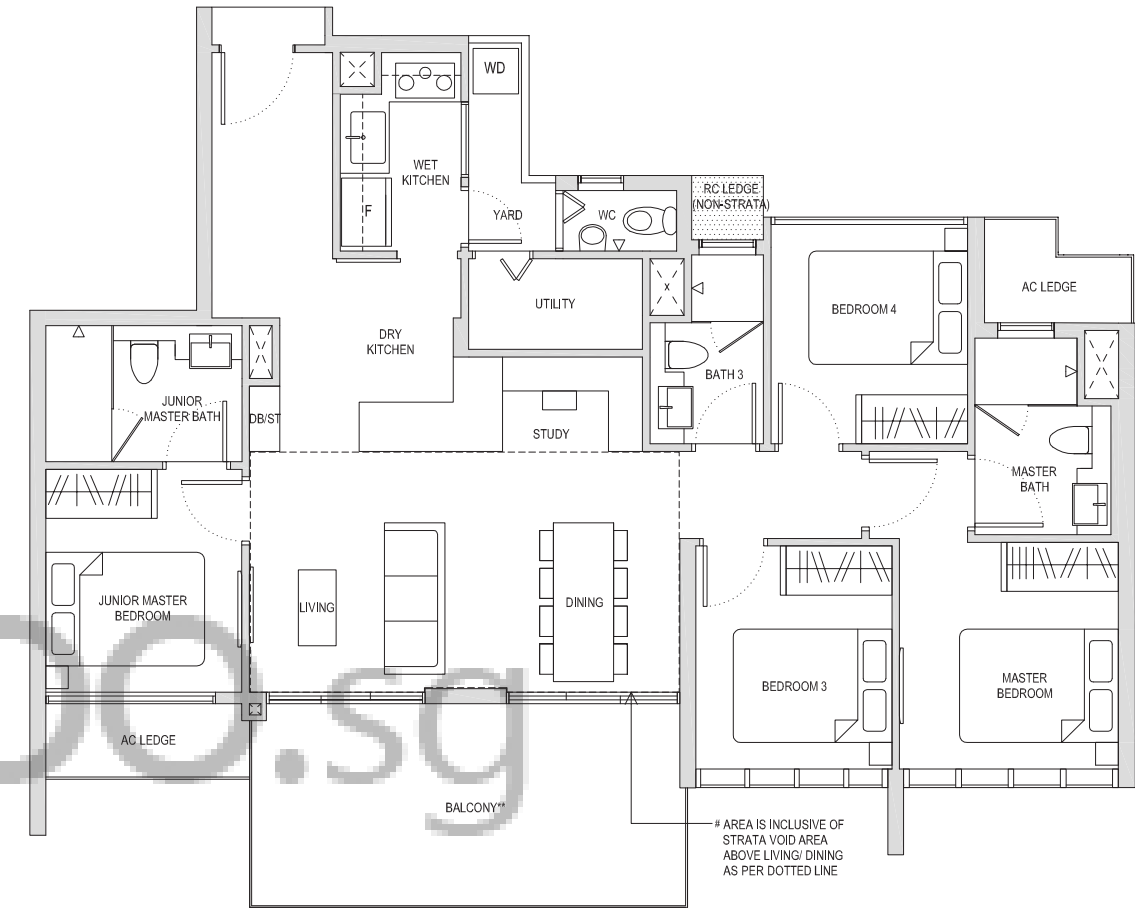 WD
WET
KITCHEN
F
YARD
WC
RC LEDGE
(NON-STRATA)
UTILITY
BEDROOM 4
AC LEDGE
DRY
KITCHEN
BATH 3
JUNIOR
MASTER BATH
DB/ST
STUDY
MASTER
BATH
JUNIOR MASTER
BEDROOM
LIVING
DINING
BEDROOM 3
MASTER
BEDROOM
AC LEDGE
.sg
BALCONY**
# AREA IS INCLUSIVE OF
STRATA VOID AREA
ABOVE LIVING/ DINING
AS PER DOTTED LINE